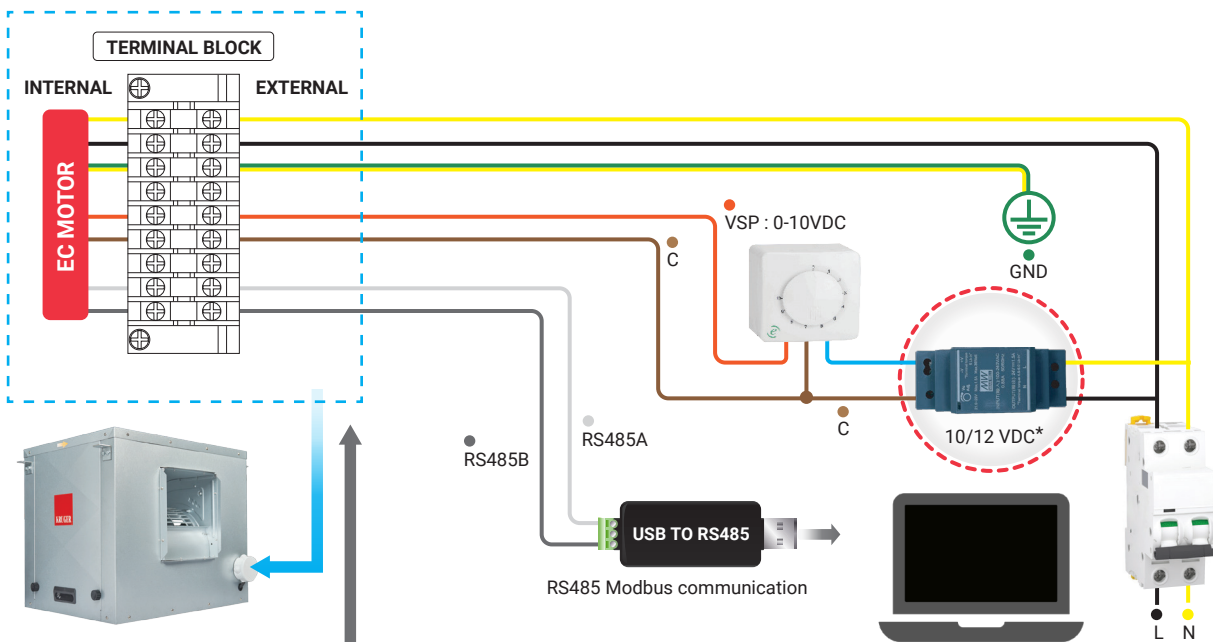 TERMINAL BLOCK
INTERNAL
EXTERNAL
EC MOTOR
VSP : 0-10VDC
C
GND
C
10/12 VDC*
RS485A
RS485B
KRUGER
USB TO RS485
RS485 Modbus communication
L N